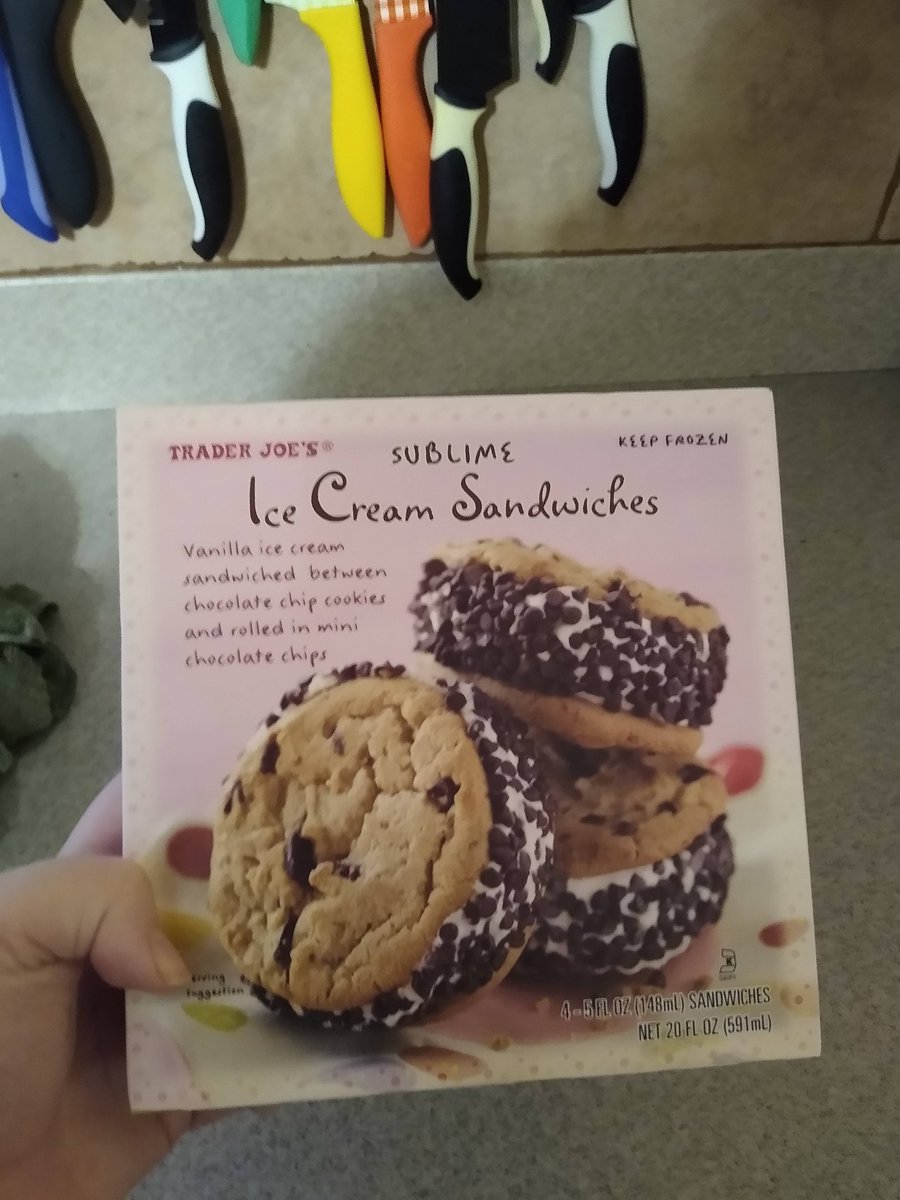 TRADER JOE'S®
SUBLIME
KEEP FROZEN
Ice Cream Sandwiches
Vanilla ice cream
sandwiched between
chocolate chip cookies
and rolled in mini
chocolate chips
suggestion
K
DAIRY
4 - 5 FL OZ (148mL) SANDWICHES
NET 20 FL OZ (591mL)